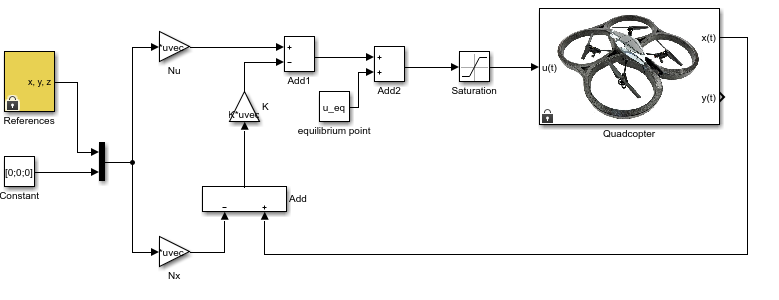 *uvec
Nu
+
−
Add1
+
+
Add2
Saturation
u(t)
x(t)
y(t)
Quadcopter
x, y, z
References
K*uvec
K
u_eq
equilibrium point
[0;0;0]
Constant
−
+
Add
*uvec
Nx